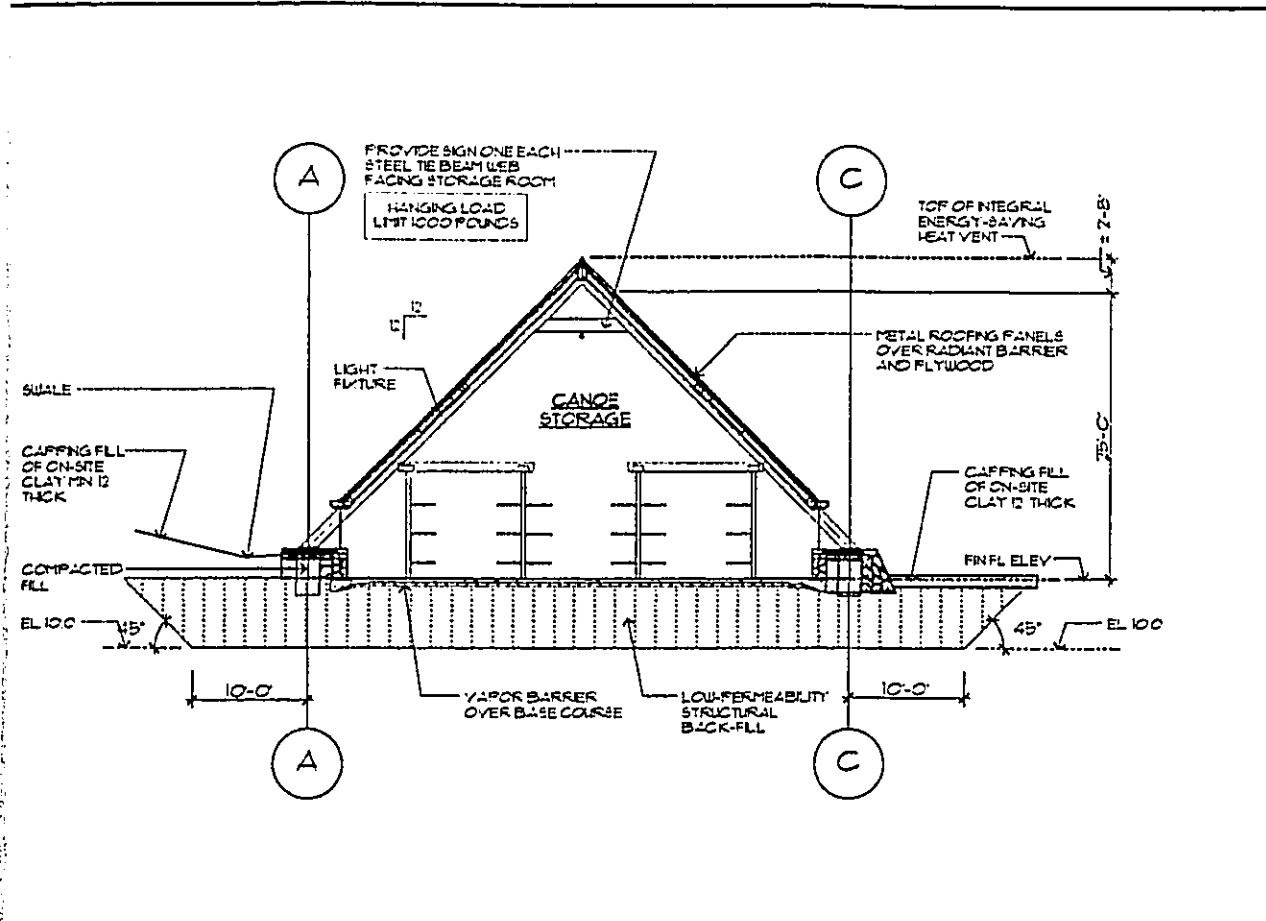 A
C
PROVIDE SIGN ONE EACH
STEEL TIE BEAM WEB
FACING STORAGE ROOM
HANGING LOAD
LIMIT 1000 POUNDS
TOP OF INTEGRAL
ENERGY-SAVING
HEAT VENT
± 2'-8"
12
12
METAL ROOFING PANELS
OVER RADIANT BARRIER
AND PLYWOOD
LIGHT
FIXTURE
SWALE
CANOE
STORAGE
CAPPING FILL
OF ON-SITE
CLAY MIN 12
THICK
CAPPING FILL
OF ON-SITE
CLAY 12 THICK
COMPACTED
FILL
FIN FL ELEV
EL 10.0
45°
45°
EL 10.0
10'-0"
10'-0"
VAPOR BARRIER
OVER BASE COURSE
LOW-PERMEABILITY
STRUCTURAL
BACK-FILL
A
C